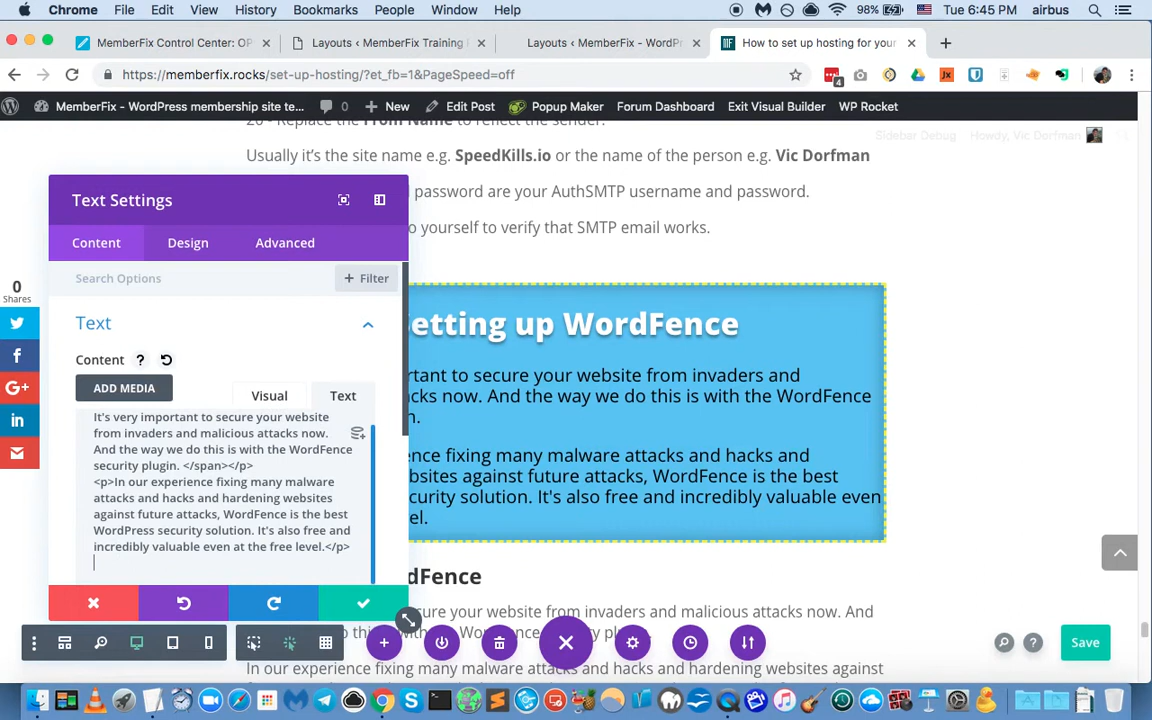 Chrome File Edit View History Bookmarks People Window Help 98% Tue 6:45 PM airbus
MemberFix Control Center: OP Layouts ‹ MemberFix Training Layouts ‹ MemberFix - WordPr How to set up hosting for your
https://memberfix.rocks/set-up-hosting/?et_fb=1&PageSpeed=off
4
MemberFix - WordPress membership site te... New Edit Post Popup Maker Forum Dashboard Exit Visual Builder WP Rocket
Sidebar Debug Howdy, Vic Dorfman
20 - Replace the From Name to reflect the sender.
Usually it's the site name e.g. SpeedKills.io or the name of the person e.g. Vic Dorfman
password are your AuthSMTP username and password.
o yourself to verify that SMTP email works.
Text Settings
Content Design Advanced
Search Options + Filter
0
Shares
Text
Content ?
ADD MEDIA
Visual Text
It's very important to secure your website
from invaders and malicious attacks now.
And the way we do this is with the WordFence
security plugin. </span></p>
<p>In our experience fixing many malware
attacks and hacks and hardening websites
against future attacks, WordFence is the best
WordPress security solution. It's also free and
incredibly valuable even at the free level.</p>
etting up WordFence
rtant to secure your website from invaders and
cks now. And the way we do this is with the WordFence
n.
ence fixing many malware attacks and hacks and
bsites against future attacks, WordFence is the best
curity solution. It's also free and incredibly valuable even
el.
dFence
cure your website from invaders and malicious attacks now. And
In our experience fixing many malware attacks and hacks and hardening websites against
?
Save